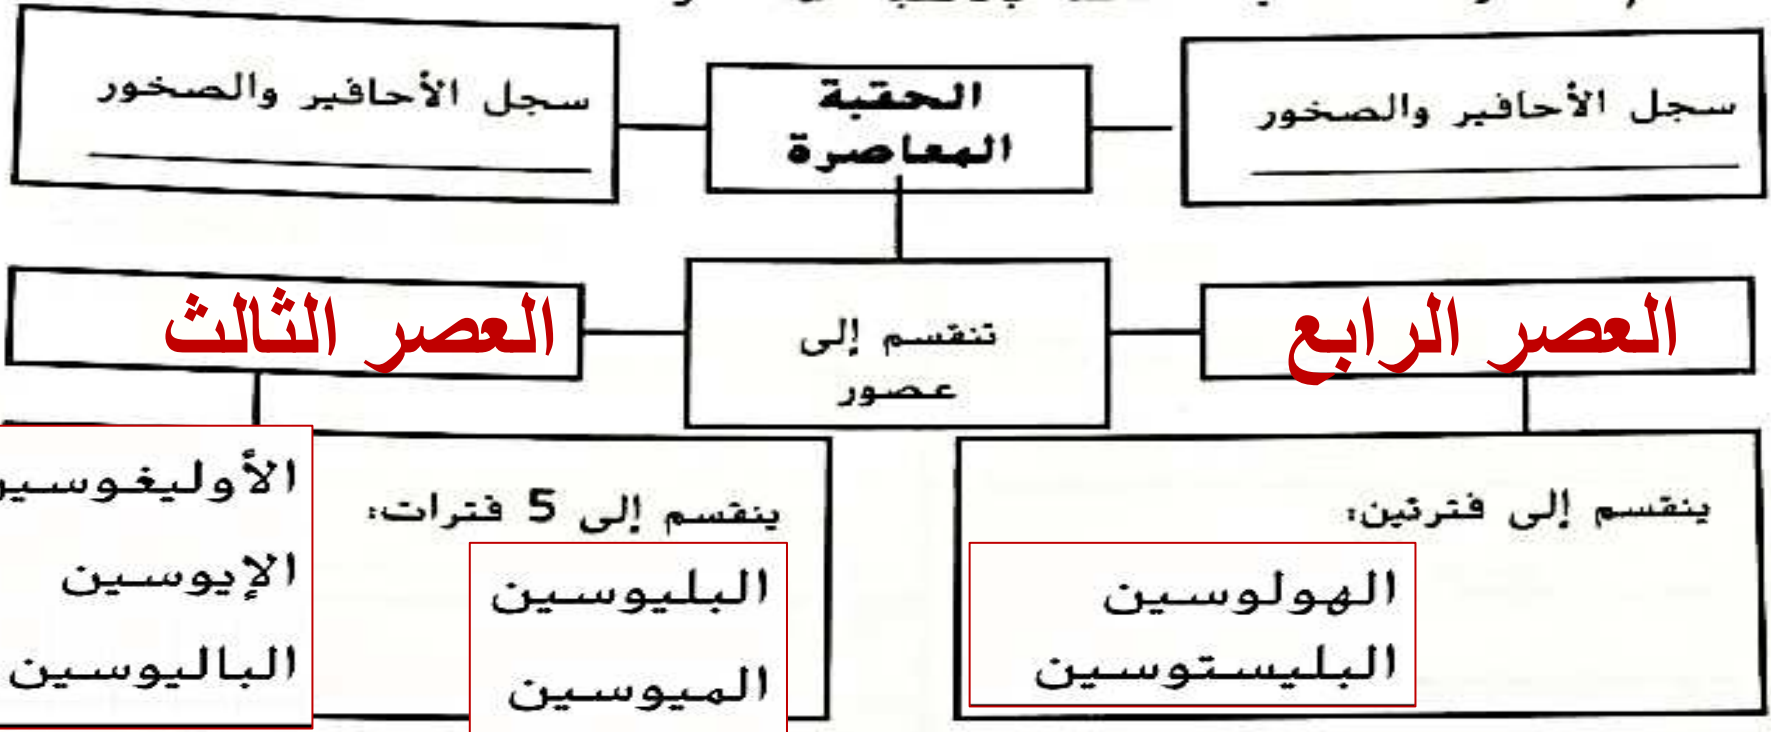 سجل الأحافير والصخور
الحقبة
المعاصرة
سجل الأحافير والصخور
العصر الرابع
تنقسم إلى
عصور
العصر الثالث
ينقسم إلى فترتين:
الهولوسين
البليستوسين
ينقسم إلى 5 فترات:
البليوسين
الميوسين
الأوليغوسين
الإيوسين
الباليوسين